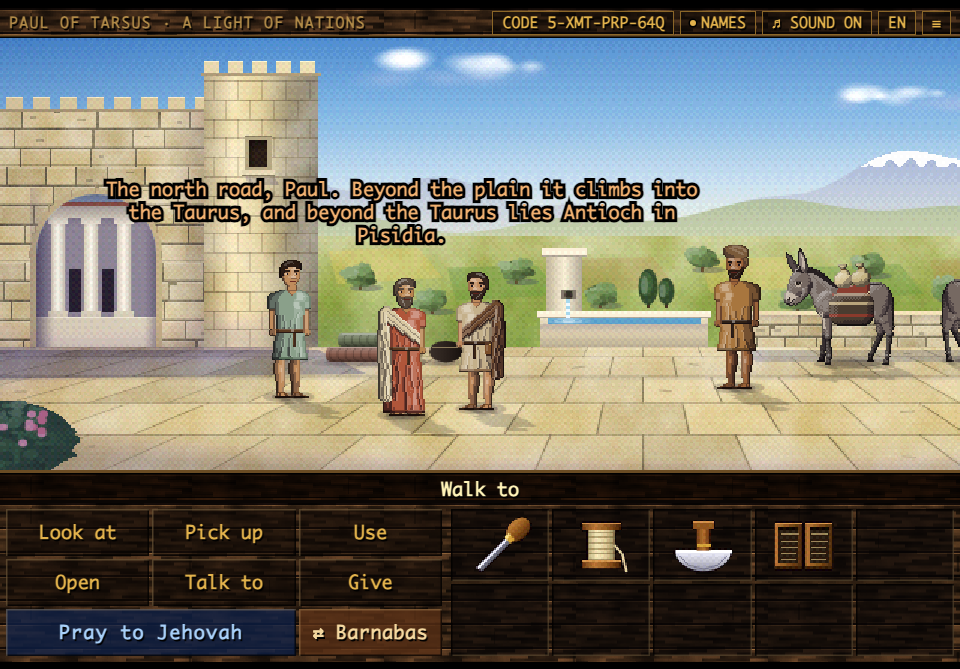 PAUL OF TARSUS · A LIGHT OF NATIONS
CODE 5-XMT-PRP-64Q
• NAMES
♬ SOUND ON
EN
≡
The north road, Paul. Beyond the plain it climbs into
the Taurus, and beyond the Taurus lies Antioch in
Pisidia.
Walk to
Look at
Pick up
Use
Open
Talk to
Give
Pray to Jehovah
⇄ Barnabas